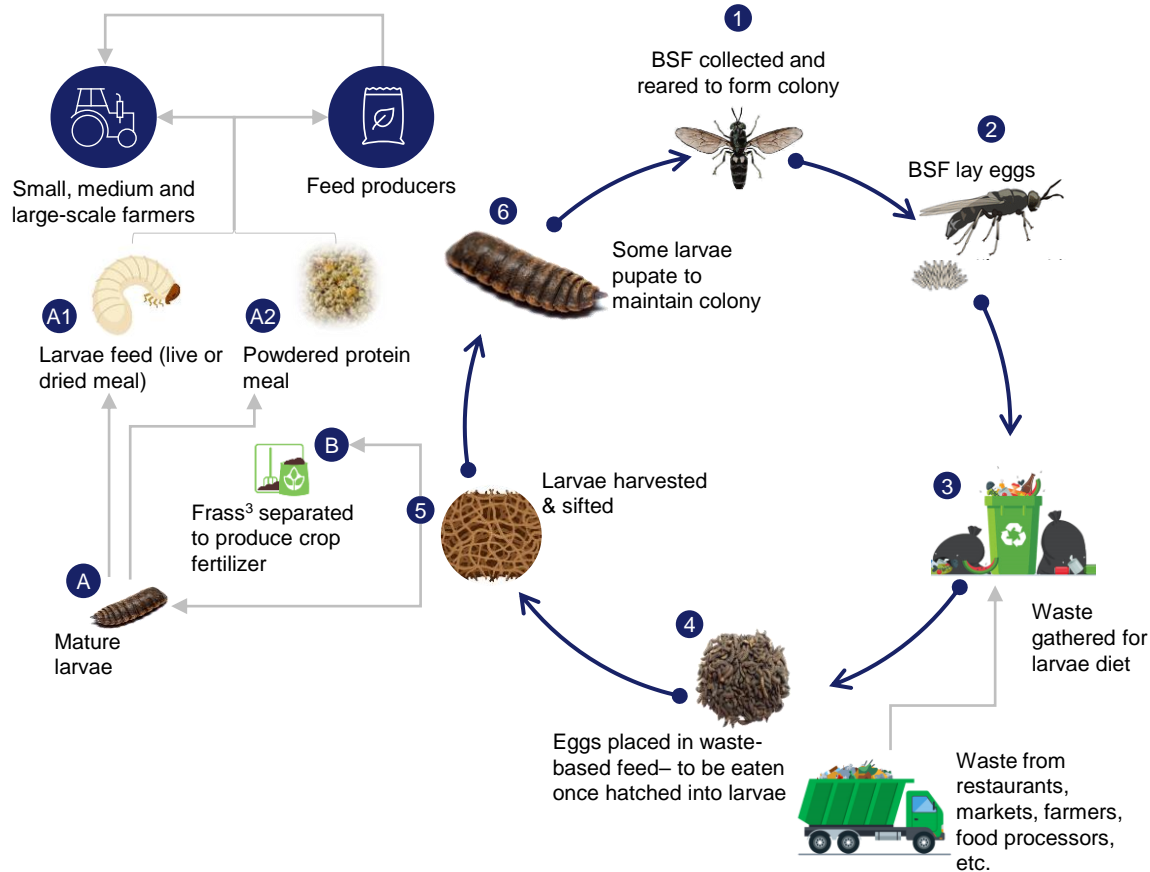 1
BSF collected and
reared to form colony
2
BSF lay eggs
Small, medium and
large-scale farmers
Feed producers
6
Some larvae
pupate to
maintain colony
A1
Larvae feed (live or
dried meal)
A2
Powdered protein
meal
B
Frass³ separated
to produce crop
fertilizer
5
Larvae harvested
& sifted
3
Waste
gathered for
larvae diet
A
Mature
larvae
4
Eggs placed in waste-
based feed– to be eaten
once hatched into larvae
Waste from
restaurants,
markets, farmers,
food processors,
etc.